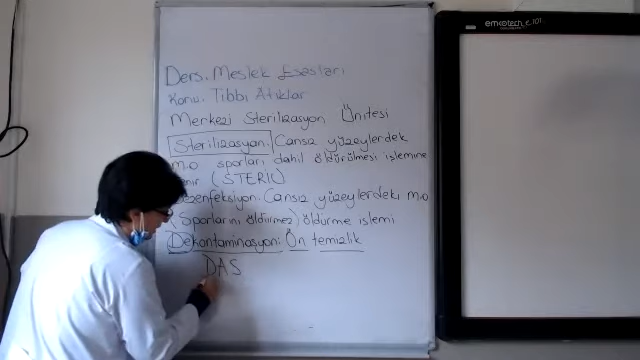 Ders. Meslek Esasları
Konu. Tıbbi Atıklar
Merkezi Sterilizasyon Ünitesi
Sterilizasyon. Cansız yüzeylerdek
m.o sporları dahil öldürülmesi işlemine
denir (STERİL)
Dezenfeksiyon. Cansız yüzeylerdeki m.o
(Sporlarını öldürmez) öldürme işlemi
Dekontaminasyon: Ön temizlik
DAS
emkotech e.101